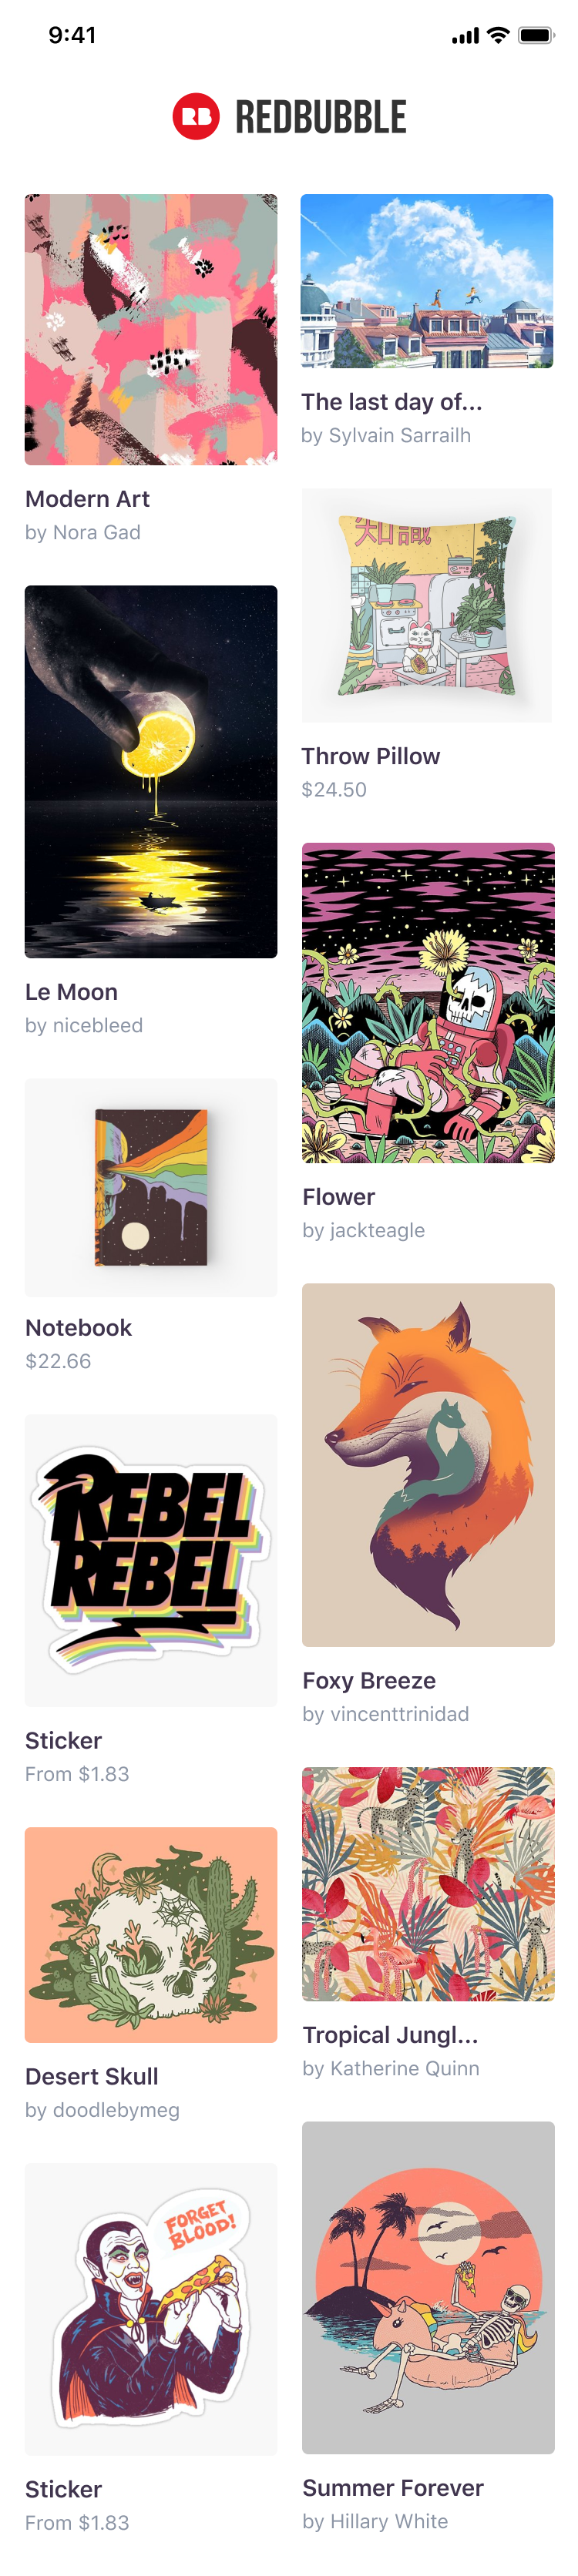 9:41
RB REDBUBBLE
Modern Art
by Nora Gad
Le Moon
by nicebleed
Notebook
$22.66
REBEL
REBEL
Sticker
From $1.83
Desert Skull
by doodlebymeg
FORGET
BLOOD!
Sticker
From $1.83
The last day of...
by Sylvain Sarrailh
知識
Throw Pillow
$24.50
Flower
by jackteagle
Foxy Breeze
by vincenttrinidad
Tropical Jungl...
by Katherine Quinn
Summer Forever
by Hillary White